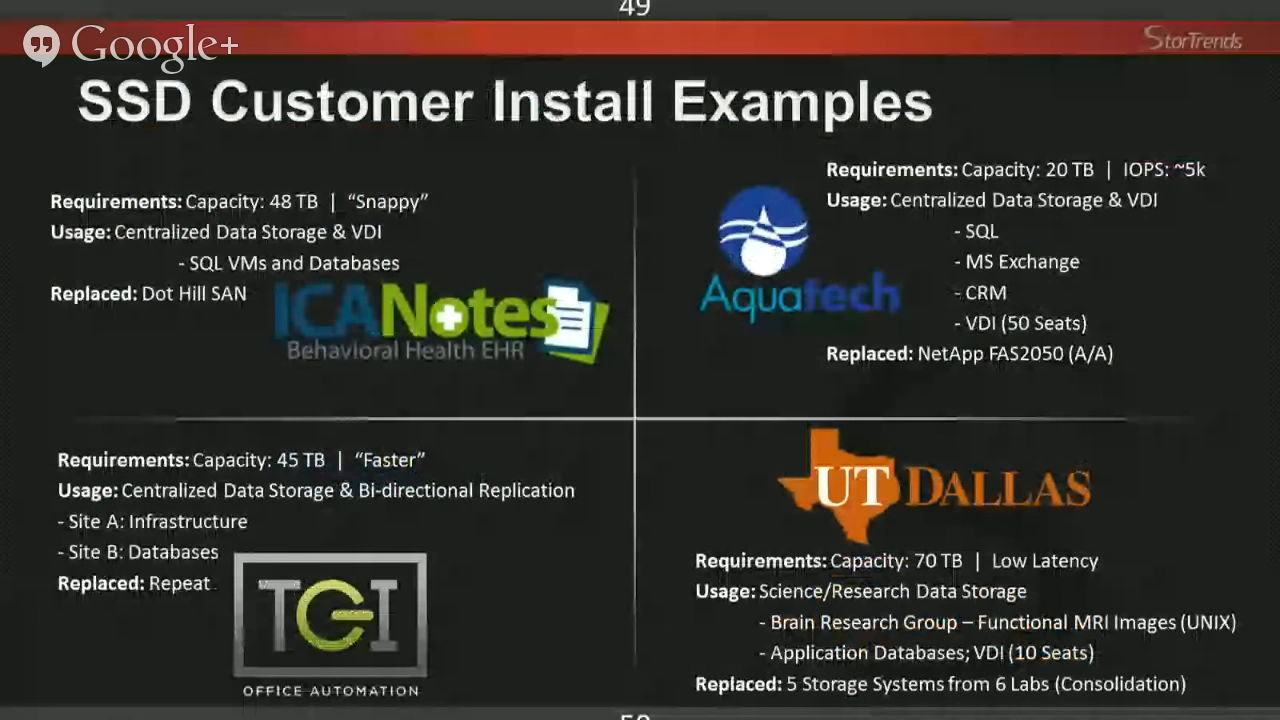 49
Google+
StorTrends
SSD Customer Install Examples
Requirements: Capacity: 48 TB | “Snappy”
Usage: Centralized Data Storage & VDI
- SQL VMs and Databases
Replaced: Dot Hill SAN
ICANotes
Behavioral Health EHR
Requirements: Capacity: 20 TB | IOPS: ~5k
Usage: Centralized Data Storage & VDI
- SQL
- MS Exchange
- CRM
- VDI (50 Seats)
Replaced: NetApp FAS2050 (A/A)
Aquatech
Requirements: Capacity: 45 TB | “Faster”
Usage: Centralized Data Storage & Bi-directional Replication
- Site A: Infrastructure
- Site B: Databases
Replaced: Repeat
TGI
OFFICE AUTOMATION
UT DALLAS
Requirements: Capacity: 70 TB | Low Latency
Usage: Science/Research Data Storage
- Brain Research Group – Functional MRI Images (UNIX)
- Application Databases; VDI (10 Seats)
Replaced: 5 Storage Systems from 6 Labs (Consolidation)